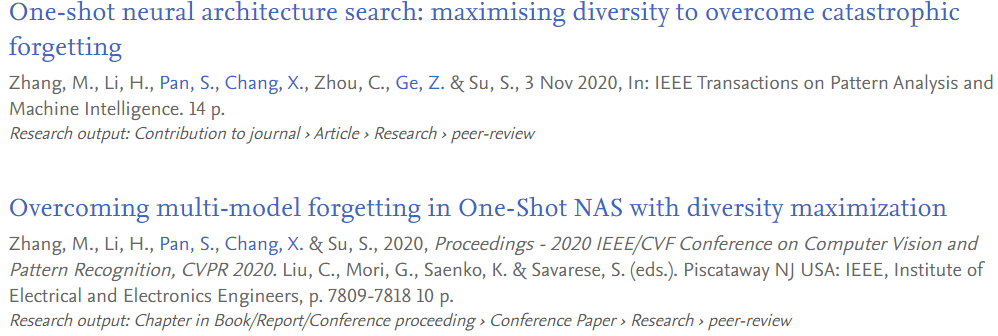 One-shot neural architecture search: maximising diversity to overcome catastrophic
forgetting
Zhang, M., Li, H., Pan, S., Chang, X., Zhou, C., Ge, Z. & Su, S., 3 Nov 2020, In: IEEE Transactions on Pattern Analysis and
Machine Intelligence. 14 p.
Research output: Contribution to journal › Article › Research › peer-review
Overcoming multi-model forgetting in One-Shot NAS with diversity maximization
Zhang, M., Li, H., Pan, S., Chang, X. & Su, S., 2020, Proceedings - 2020 IEEE/CVF Conference on Computer Vision and
Pattern Recognition, CVPR 2020. Liu, C., Mori, G., Saenko, K. & Savarese, S. (eds.). Piscataway NJ USA: IEEE, Institute of
Electrical and Electronics Engineers, p. 7809-7818 10 p.
Research output: Chapter in Book/Report/Conference proceeding › Conference Paper › Research › peer-review